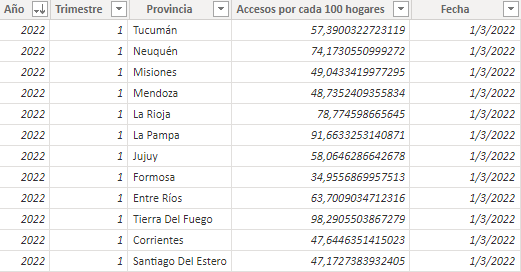 Año Trimestre Provincia Accesos por cada 100 hogares Fecha
2022 1 Tucumán 57,3900322723119 1/3/2022
2022 1 Neuquén 74,1730550999272 1/3/2022
2022 1 Misiones 49,0433419977295 1/3/2022
2022 1 Mendoza 48,7352409355834 1/3/2022
2022 1 La Rioja 78,774598665645 1/3/2022
2022 1 La Pampa 91,6633253140871 1/3/2022
2022 1 Jujuy 58,0646286642678 1/3/2022
2022 1 Formosa 34,9556869957513 1/3/2022
2022 1 Entre Ríos 63,7009034712316 1/3/2022
2022 1 Tierra Del Fuego 98,2905503867279 1/3/2022
2022 1 Corrientes 47,6446351415023 1/3/2022
2022 1 Santiago Del Estero 47,1727383932405 1/3/2022